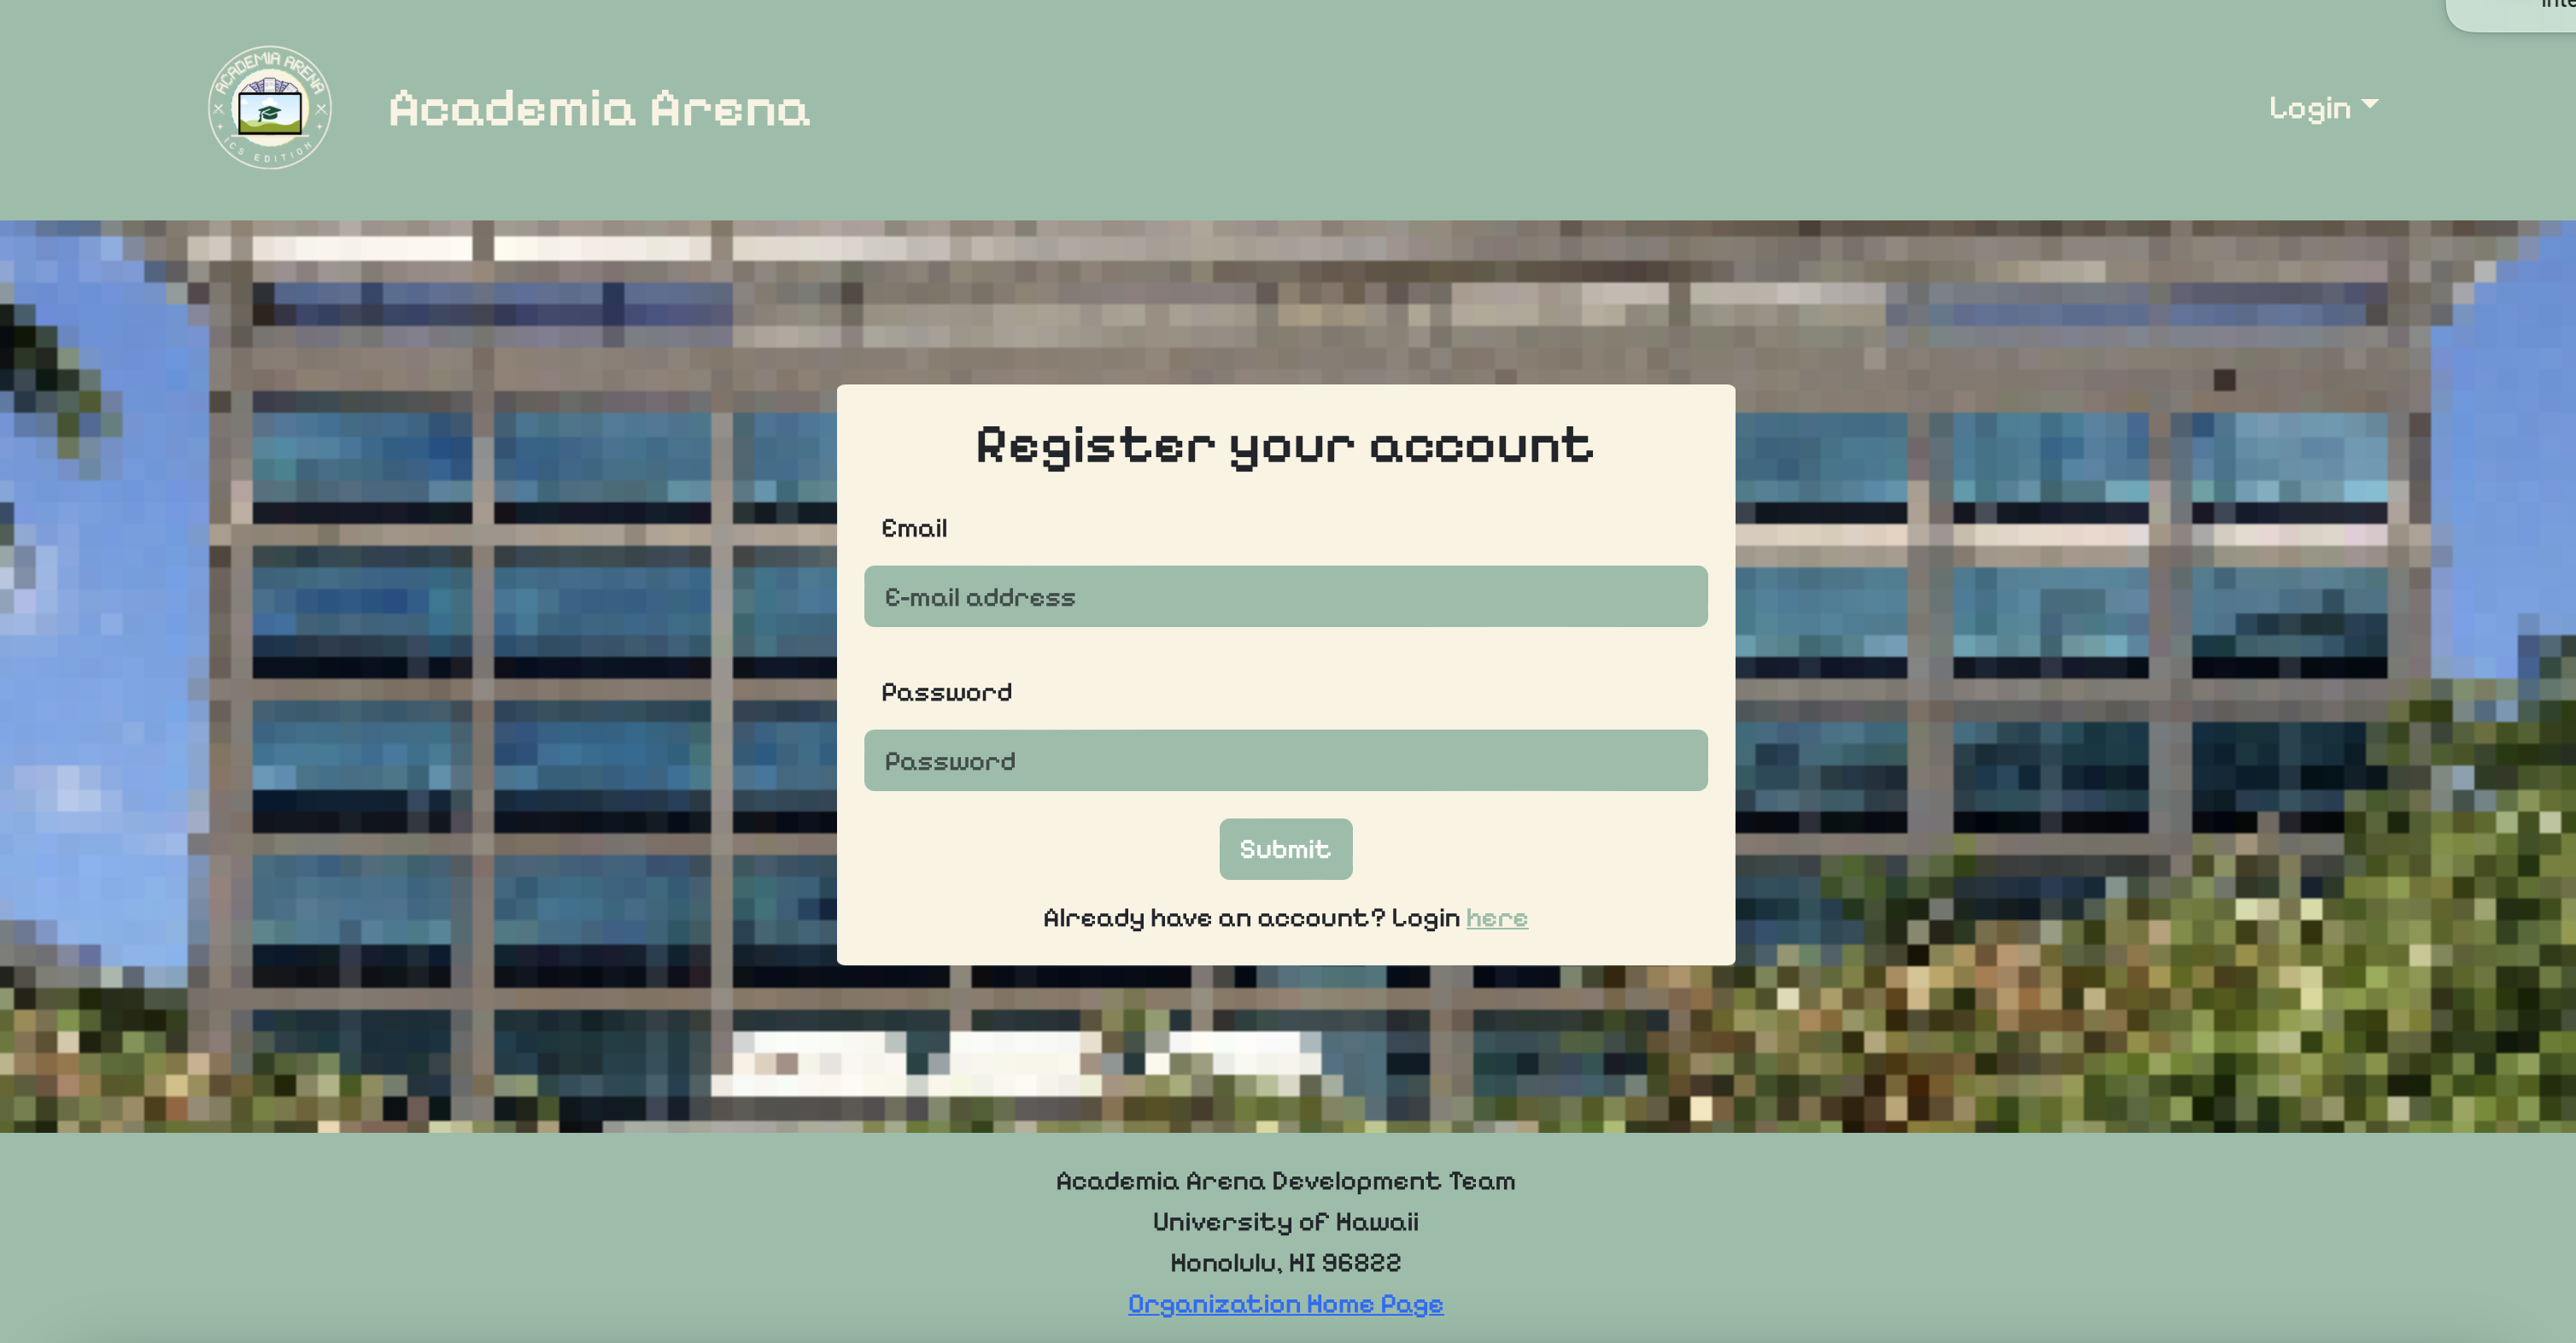 ACADEMIA ARENA
ICS EDITION
Academia Arena
Login
Register your account
Email
E-mail address
Password
Password
Submit
Already have an account? Login here
Academia Arena Development Team
University of Hawaii
Honolulu, HI 96822
Organization Home Page